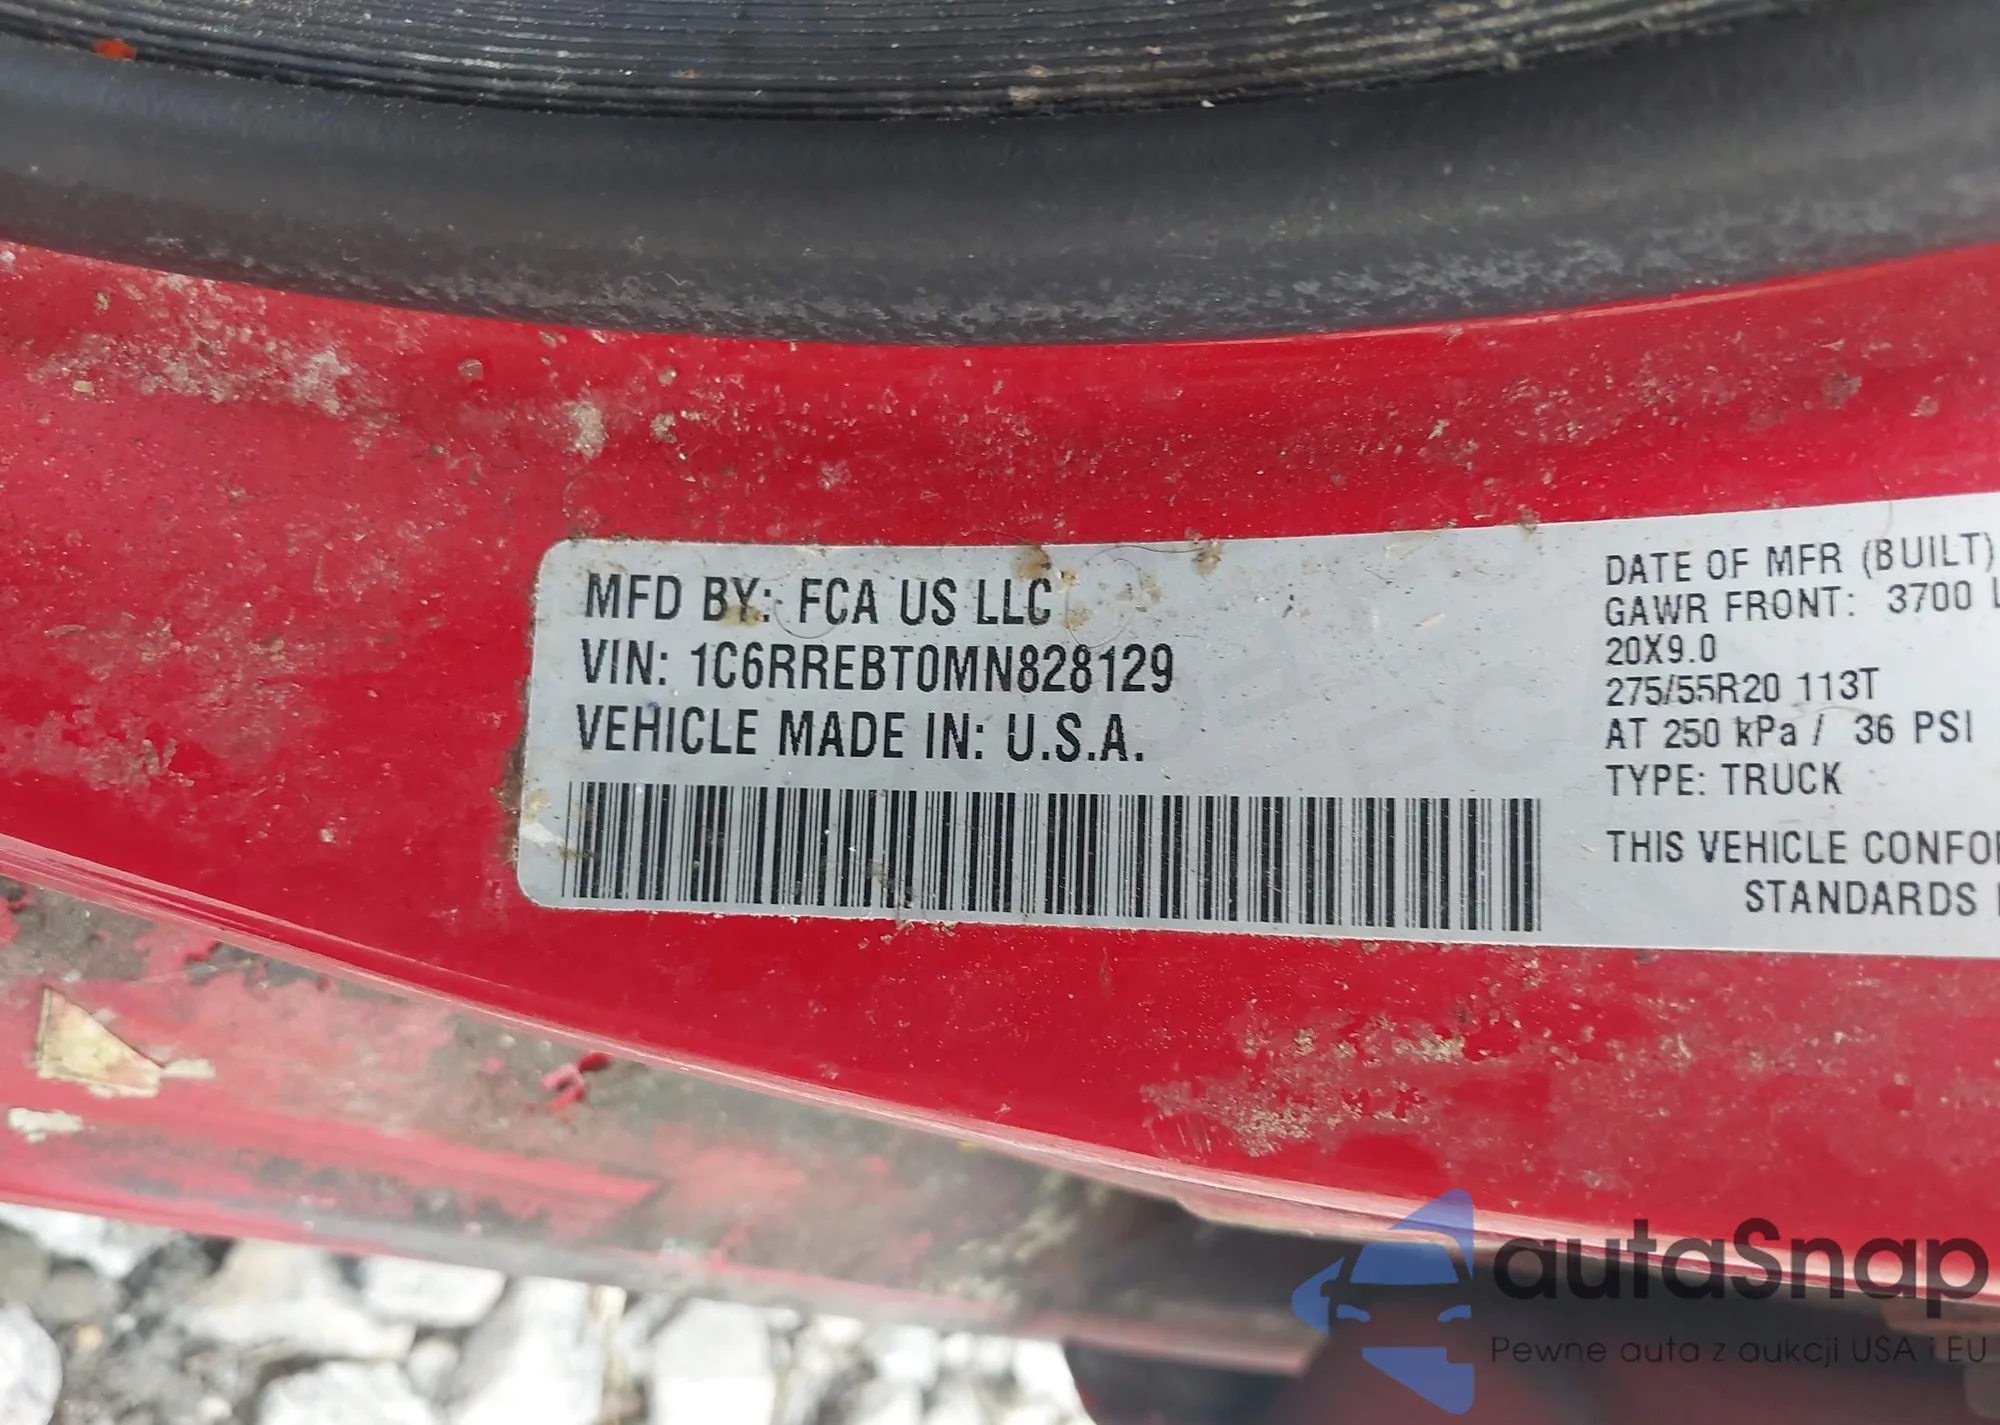 MFD BY: FCA US LLC
VIN: 1C6RREBT0MN828129
VEHICLE MADE IN: U.S.A.
DATE OF MFR (BUILT)
GAWR FRONT: 3700 L
20X9.0
275/55R20 113T
AT 250 kPa / 36 PSI
TYPE: TRUCK
THIS VEHICLE CONFOR
STANDARDS
autaSnap
Pewne auta z aukcji USA i EU